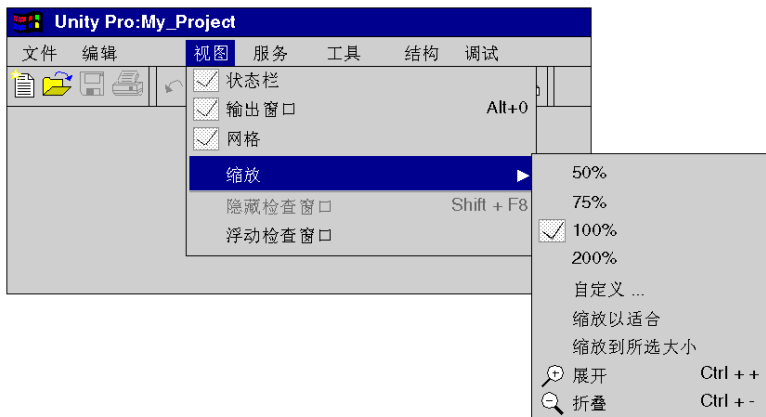 Unity Pro:My_Project
文件 编辑 视图 服务 工具 结构 调试
状态栏
输出窗口 Alt+0
网格
缩放
隐藏检查窗口 Shift + F8
浮动检查窗口
50%
75%
100%
200%
自定义 ...
缩放以适合
缩放到所选大小
展开 Ctrl + +
折叠 Ctrl + -